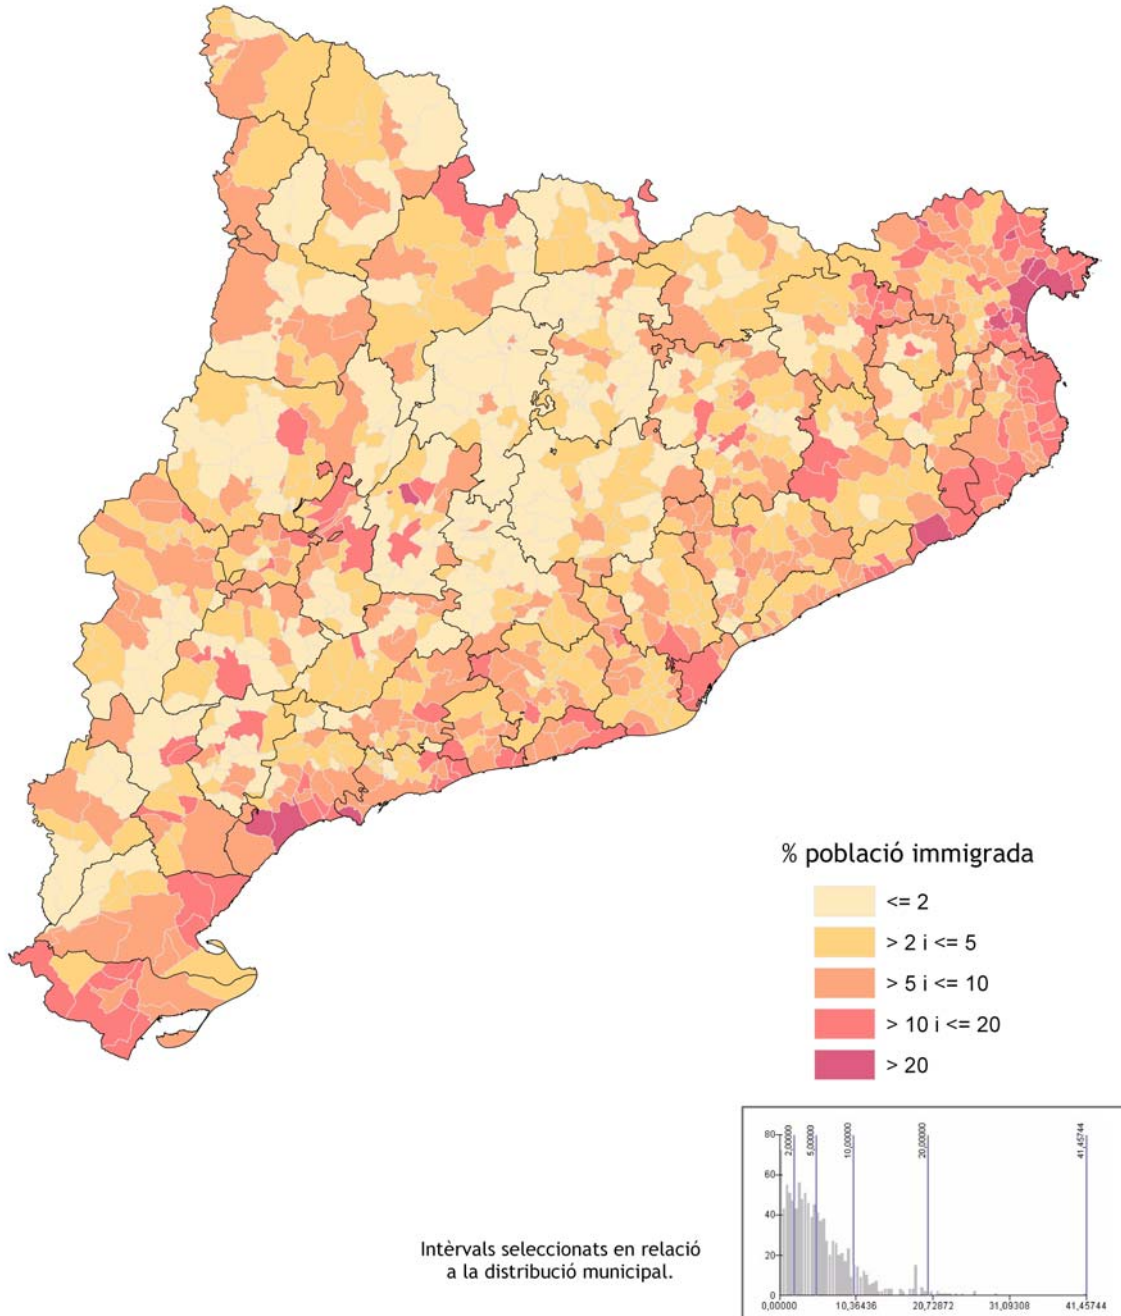 % població immigrada
<= 2
> 2 i <= 5
> 5 i <= 10
> 10 i <= 20
> 20
Intèrvals seleccionats en relació
a la distribució municipal.
80
60
40
20
0
2,00000
5,00000
10,00000
20,00000
41,45744
0,00000 10,36436 20,72872 31,09308 41,45744